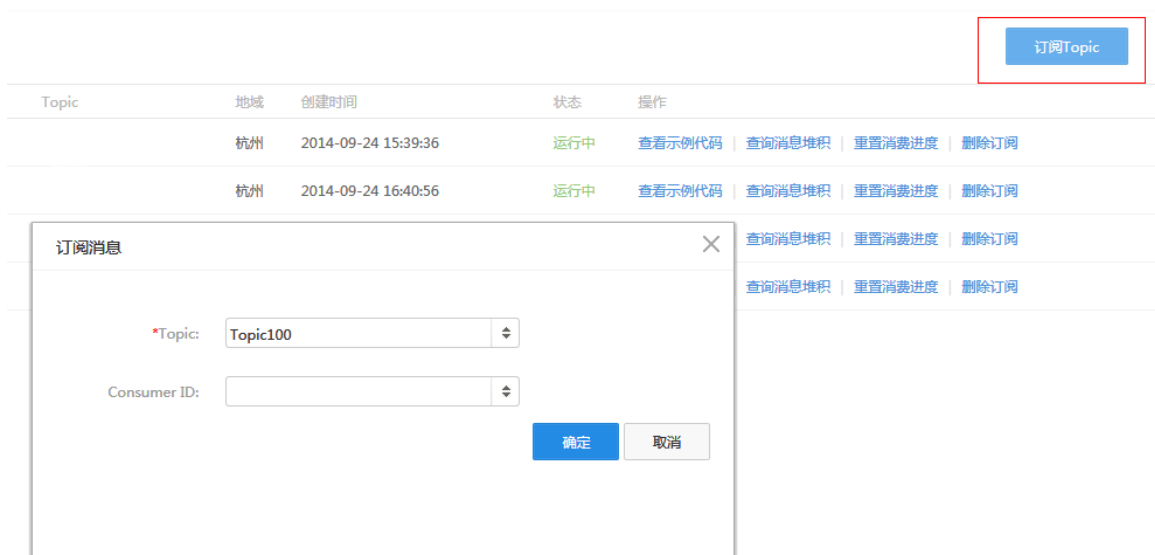 订阅Topic
Topic 地域 创建时间 状态 操作
杭州 2014-09-24 15:39:36 运行中 查看示例代码 | 查询消息堆积 | 重置消费进度 | 删除订阅
杭州 2014-09-24 16:40:56 运行中 查看示例代码 | 查询消息堆积 | 重置消费进度 | 删除订阅
查询消息堆积 | 重置消费进度 | 删除订阅
查询消息堆积 | 重置消费进度 | 删除订阅
订阅消息
*Topic: Topic100
Consumer ID:
确定 取消